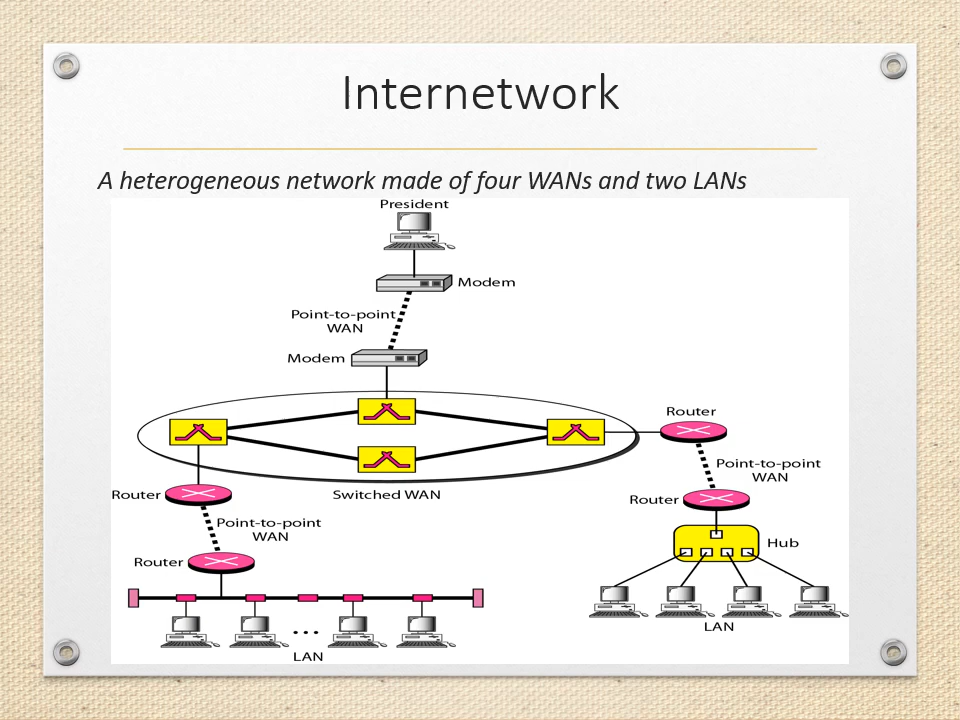 Internetwork
A heterogeneous network made of four WANs and two LANs
President
Modem
Point-to-point
WAN
Modem
Router
Point-to-point
WAN
Router
Switched WAN
Router
Point-to-point
WAN
Hub
Router
LAN
...
LAN